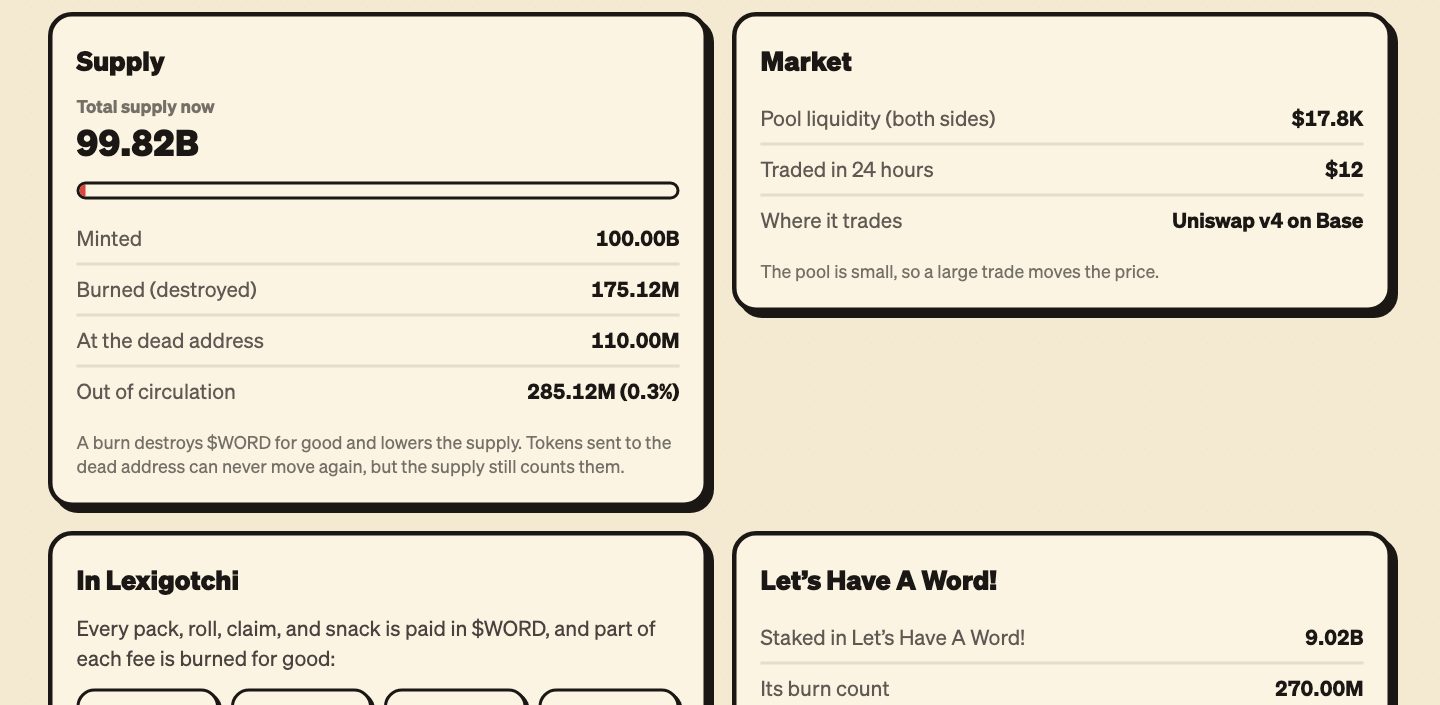 Supply
Total supply now
99.82B
Minted 100.00B
Burned (destroyed) 175.12M
At the dead address 110.00M
Out of circulation 285.12M (0.3%)
A burn destroys $WORD for good and lowers the supply. Tokens sent to the
dead address can never move again, but the supply still counts them.
Market
Pool liquidity (both sides) $17.8K
Traded in 24 hours $12
Where it trades Uniswap v4 on Base
The pool is small, so a large trade moves the price.
In Lexigotchi
Every pack, roll, claim, and snack is paid in $WORD, and part of
each fee is burned for good:
Let’s Have A Word!
Staked in Let’s Have A Word! 9.02B
Its burn count 270.00M